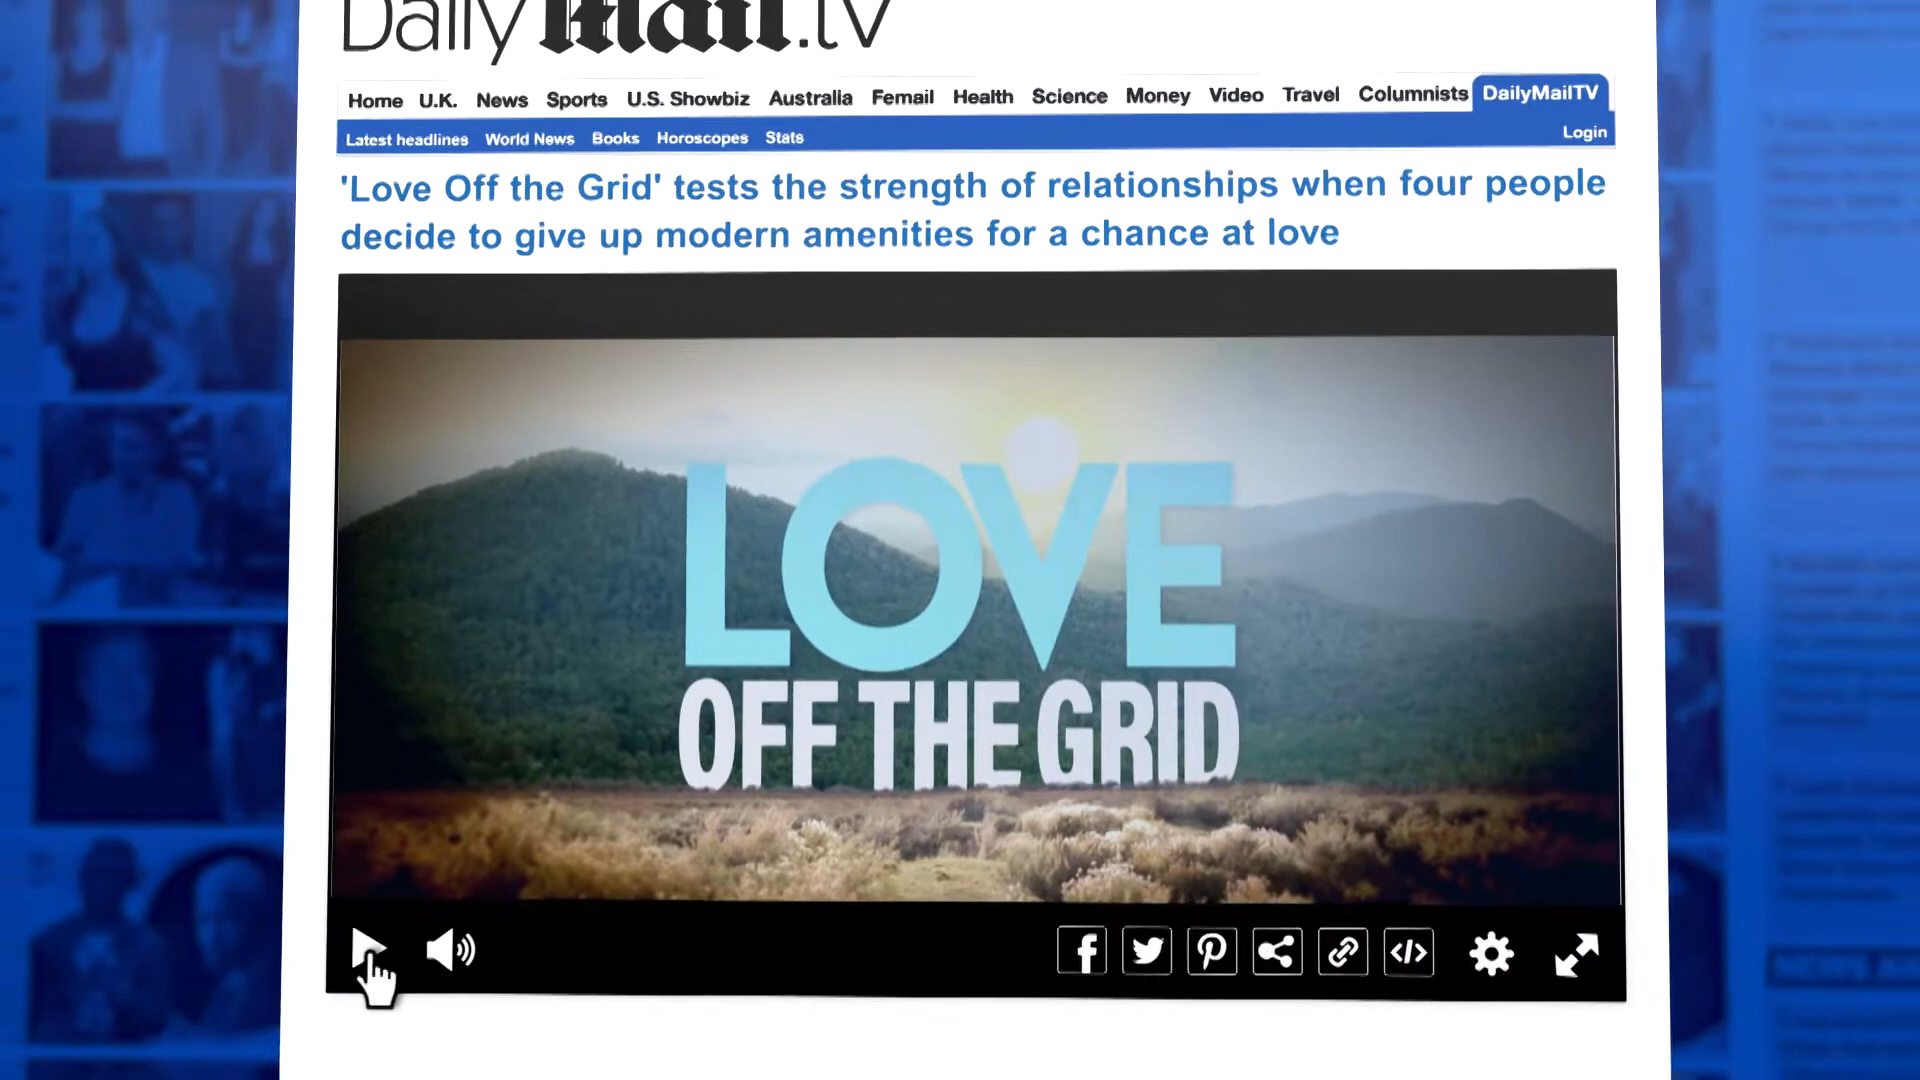 DailyMail.tv
Home U.K. News Sports U.S. Showbiz Australia Femail Health Science Money Video Travel Columnists DailyMailTV
Latest headlines World News Books Horoscopes Stats Login
'Love Off the Grid' tests the strength of relationships when four people
decide to give up modern amenities for a chance at love
LOVE
OFF THE GRID